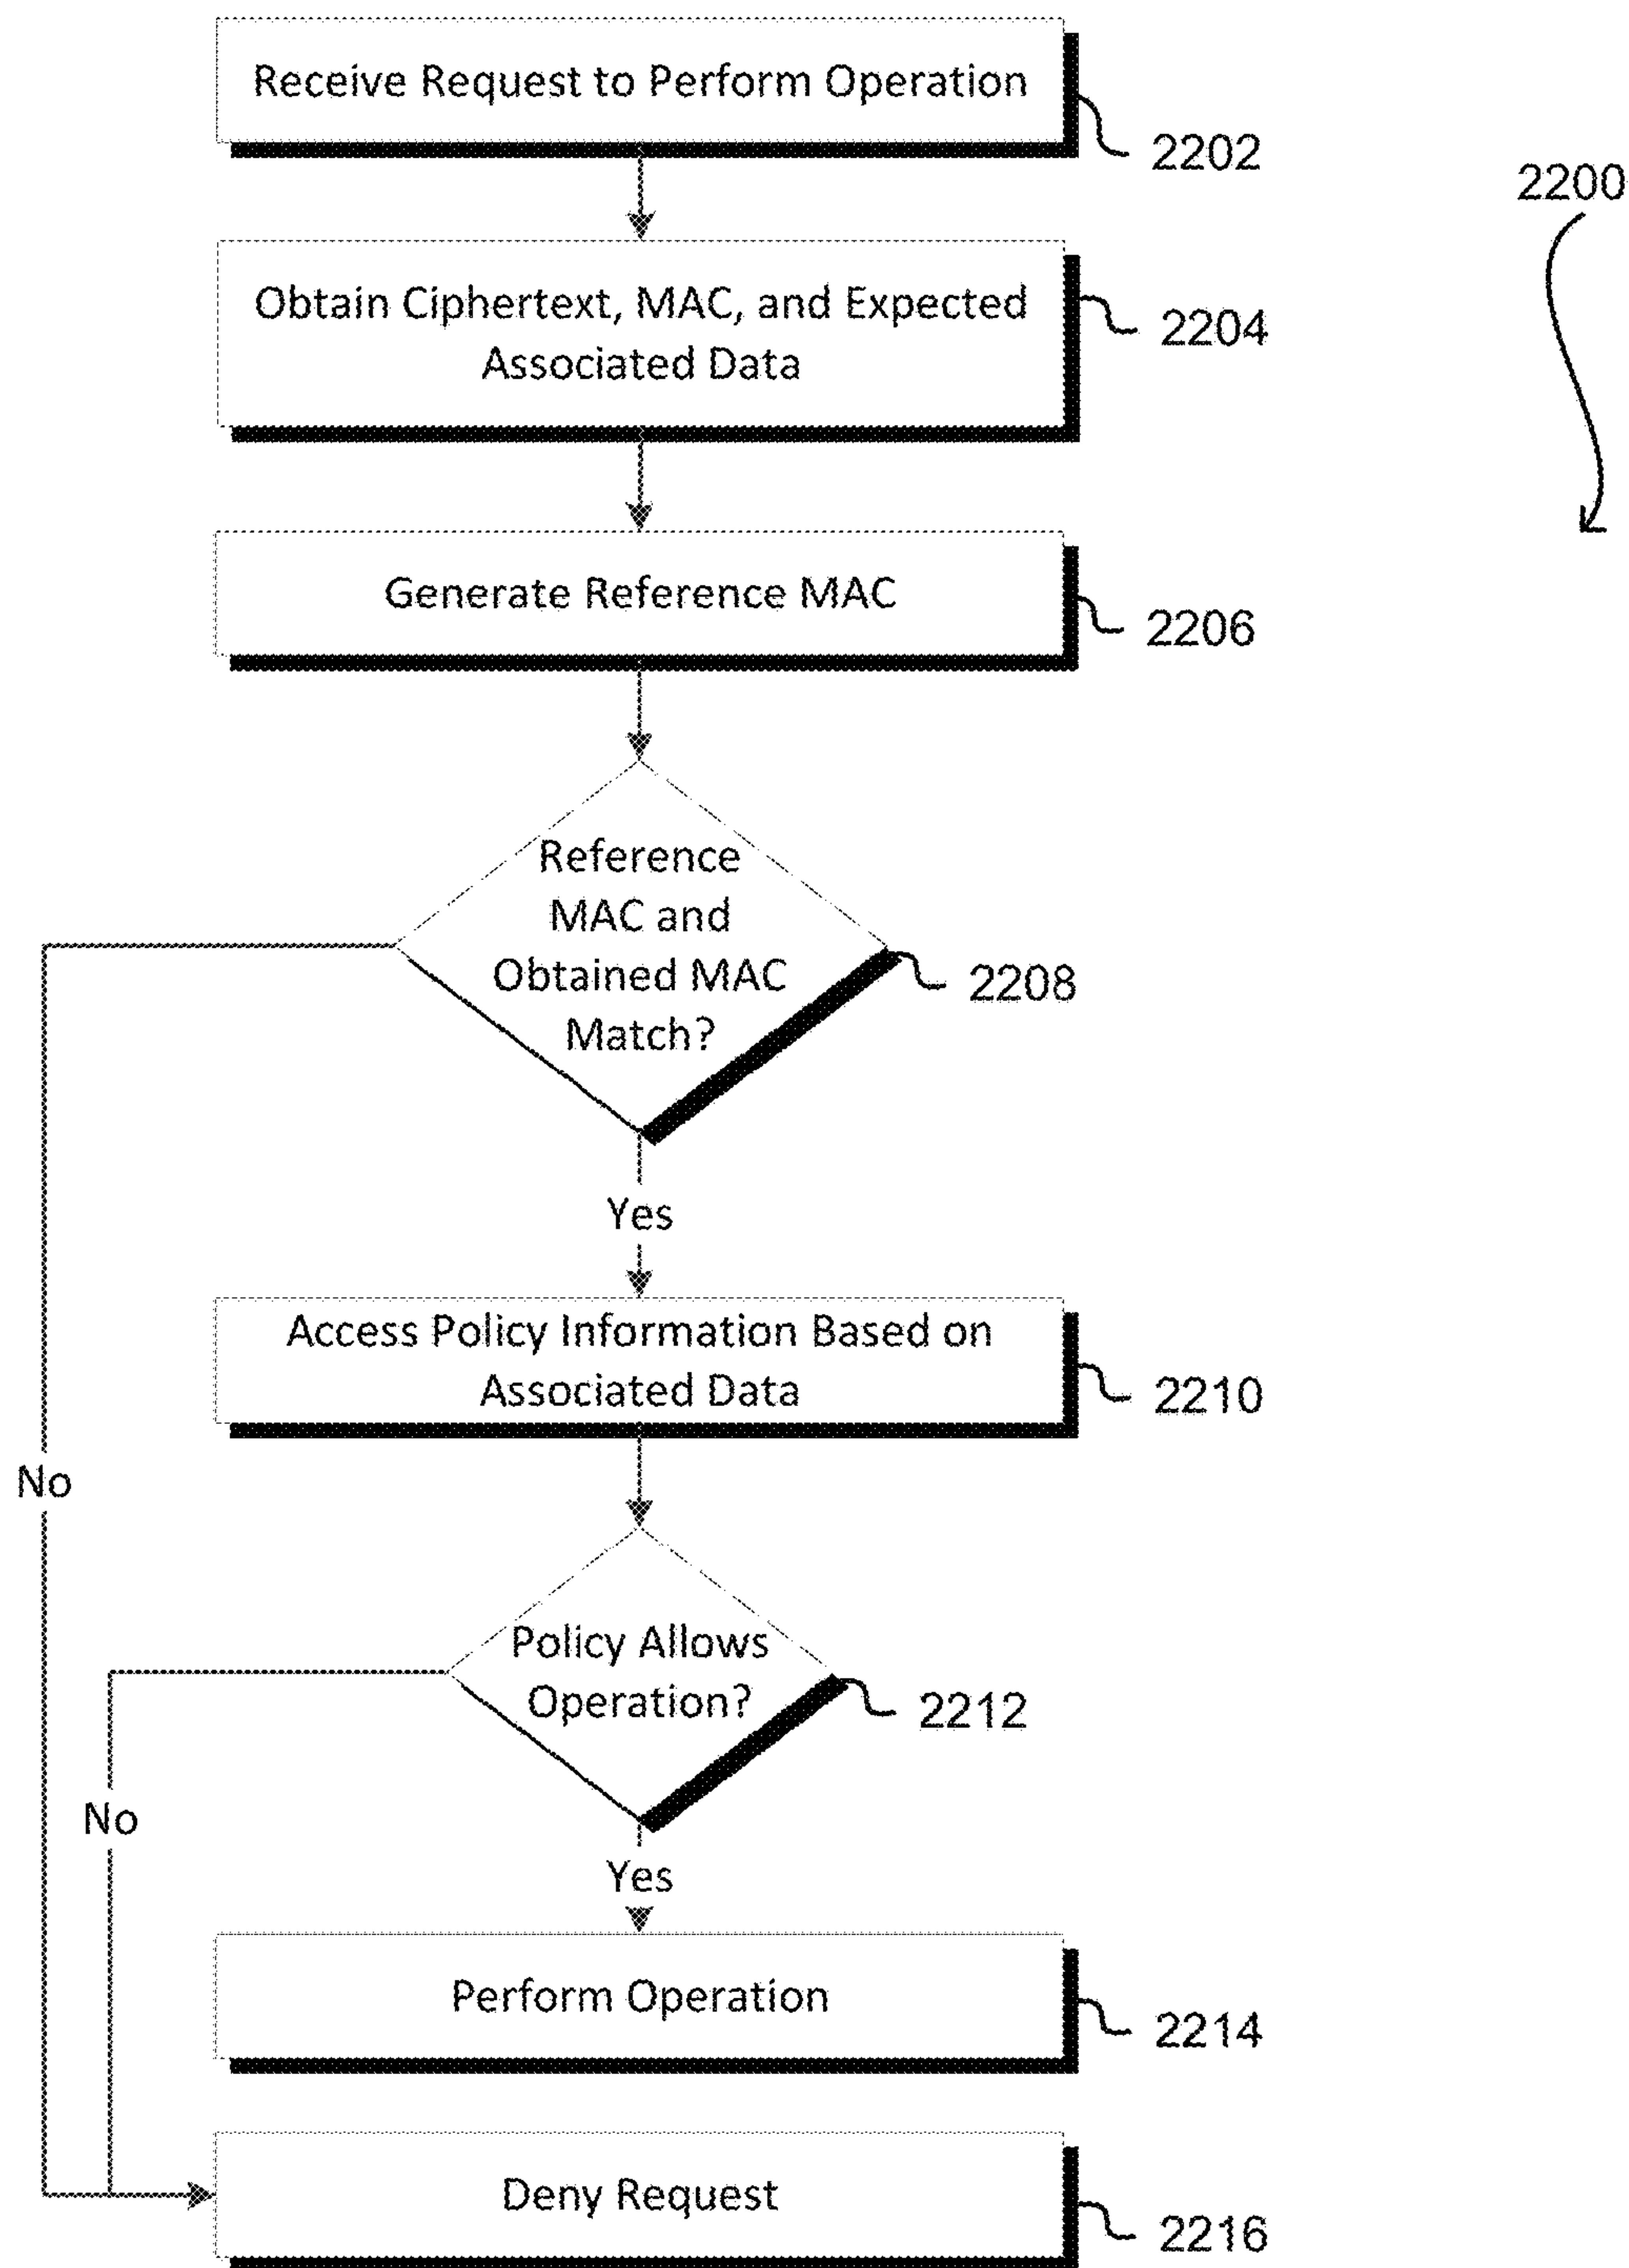 Receive Request to Perform Operation
2202
2200
Obtain Ciphertext, MAC, and Expected
Associated Data
2204
Generate Reference MAC
2206
Reference
MAC and
Obtained MAC
Match?
2208
Yes
Access Policy Information Based on
Associated Data
2210
No
Policy Allows
Operation?
2212
No
Yes
Perform Operation
2214
Deny Request
2216